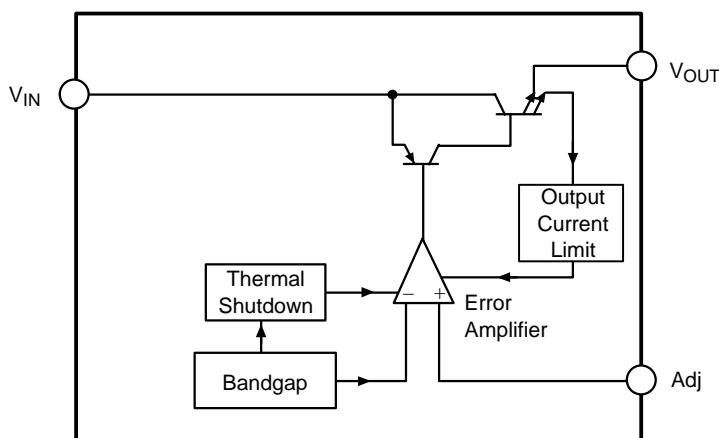 VIN
VOUT
Output
Current
Limit
Thermal
Shutdown
− +
Error
Amplifier
Bandgap
Adj